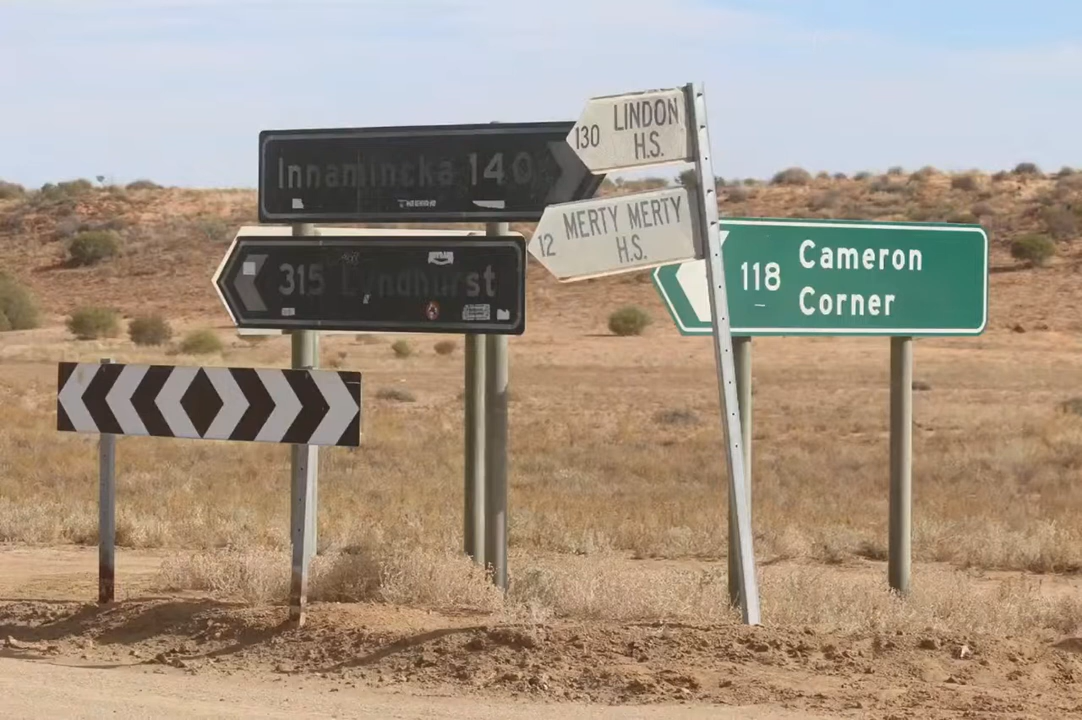 Innamincka 140
315 Lyndhurst
130 LINDON
H.S.
12 MERTY MERTY
H.S.
118 Cameron
Corner